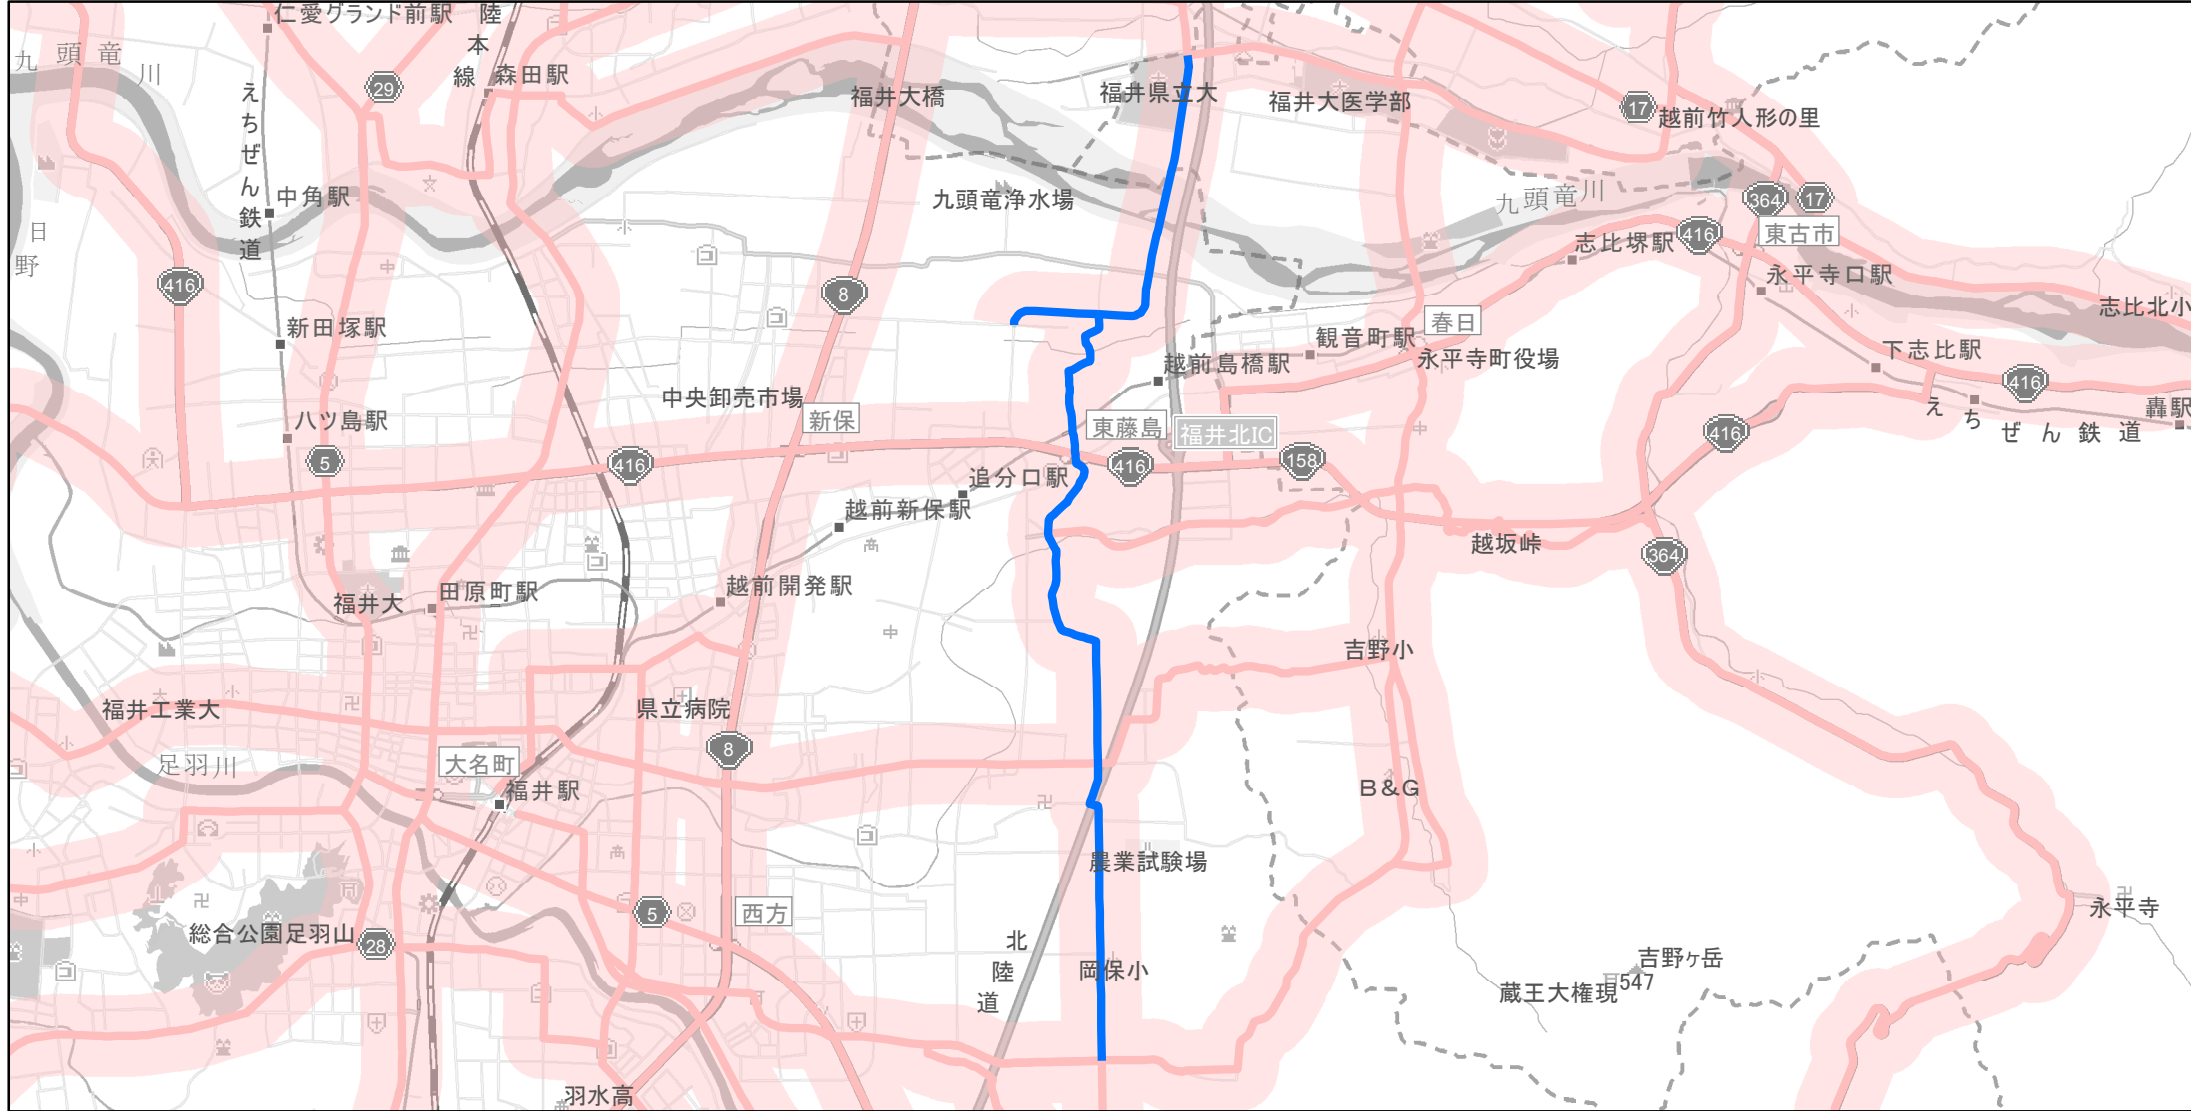 仁愛グランド前駅
陸
本
線
九頭竜川
29
森田駅
えちぜん鉄道
中角駅
日
野
416
新田塚駅
八ツ島駅
5
416
福井大橋
福井県立大
福井大医学部
17
越前竹人形の里
九頭竜浄水場
九頭竜川
364
17
416
東古市
志比堺駅
永平寺口駅
志比北小
8
観音町駅
春日
永平寺町役場
越前島橋駅
下志比駅
416
えちぜん鉄道
轟駅
中央卸売市場
新保
東藤島
福井北IC
416
158
416
追分口駅
越前新保駅
越坂峠
364
越前開発駅
福井大
田原町駅
吉野小
福井工業大
県立病院
8
足羽川
大名町
福井駅
B&G
農業試験場
総合公園足羽山
28
5
西方
北
陸
道
岡保小
永平寺
吉野ヶ岳
蔵王大権現
547
羽水高